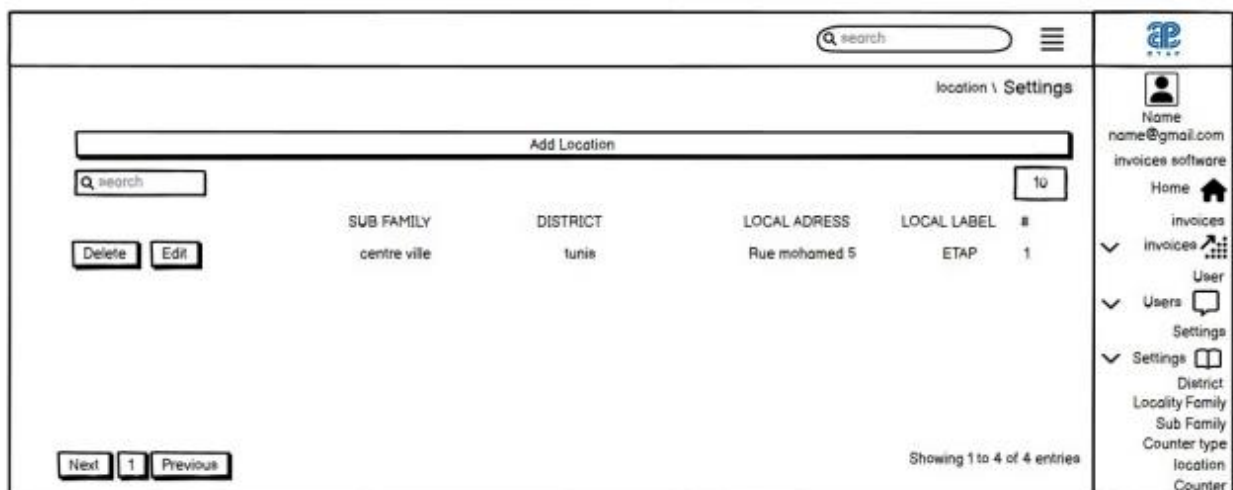 search
ETAP
location \ Settings
Name
name@gmail.com
Add Location
invoices software
search
10
Home
SUB FAMILY DISTRICT LOCAL ADRESS LOCAL LABEL #
invoices
Delete Edit centre ville tunis Rue mohamed 5 ETAP 1
invoices
User
Users
Settings
Settings
District
Locality Family
Sub Family
Counter type
Next 1 Previous
Showing 1 to 4 of 4 entries
location
Counter